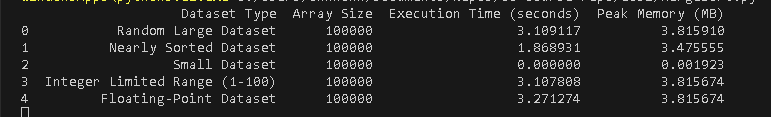 Dataset Type Array Size Execution Time (seconds) Peak Memory (MB)
0 Random Large Dataset 100000 3.109117 3.815910
1 Nearly Sorted Dataset 100000 1.868931 3.475555
2 Small Dataset 100000 0.000000 0.001923
3 Integer Limited Range (1-100) 100000 3.107808 3.815674
4 Floating-Point Dataset 100000 3.271274 3.815674